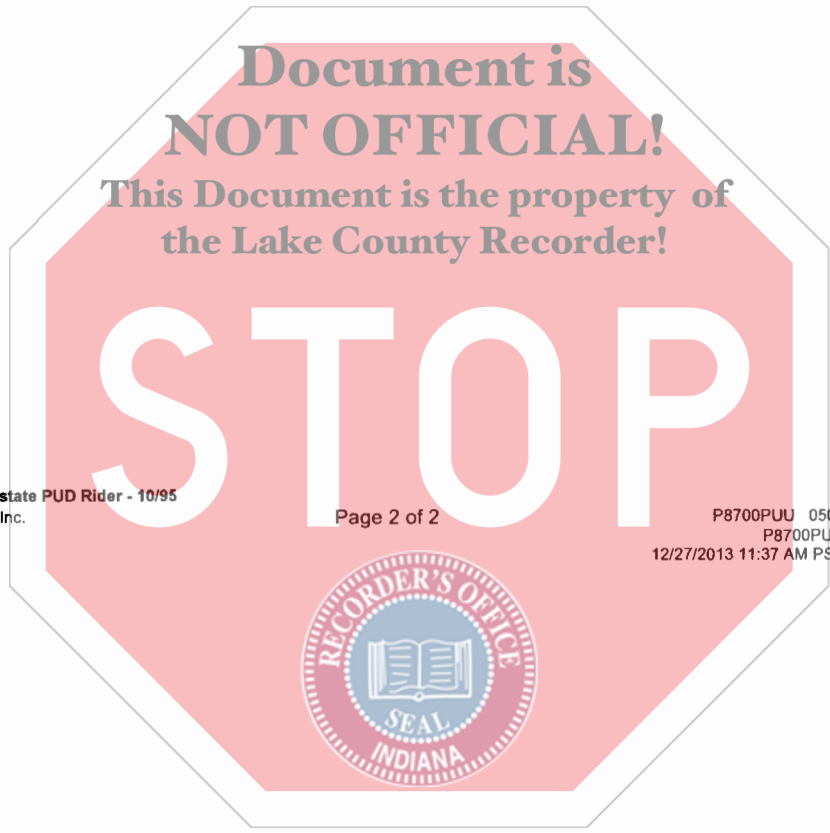 Document is
NOT OFFICIAL!
This Document is the property of
the Lake County Recorder!
STOP
state PUD Rider - 10/95
Inc.
Page 2 of 2
P8700PUU 050
P8700PU
12/27/2013 11:37 AM PS
RECORDER'S OFFICE
SEAL
INDIANA